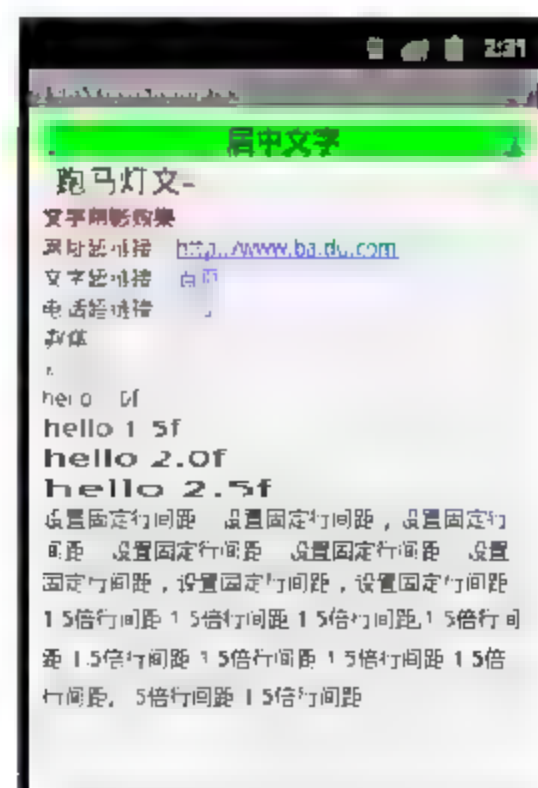 2:31
居中文字
跑马灯文
文字阴影效果
网址超链接 http://www.baidu.com
文字超链接
电话超链接
斜体
hello
hello 1.5f
hello 2.0f
hello 2.5f
设置固定行间距 设置固定行间距，设置固定行
间距 设置固定行间距 设置固定行间距 设置
固定行间距，设置固定行间距，设置固定行间距
1.5倍行间距 1.5倍行间距 1.5倍行间距,1.5倍行间
距 1.5倍行间距 1.5倍行间距 1.5倍行间距 1.5倍
行间距, 5倍行间距 1.5倍行间距